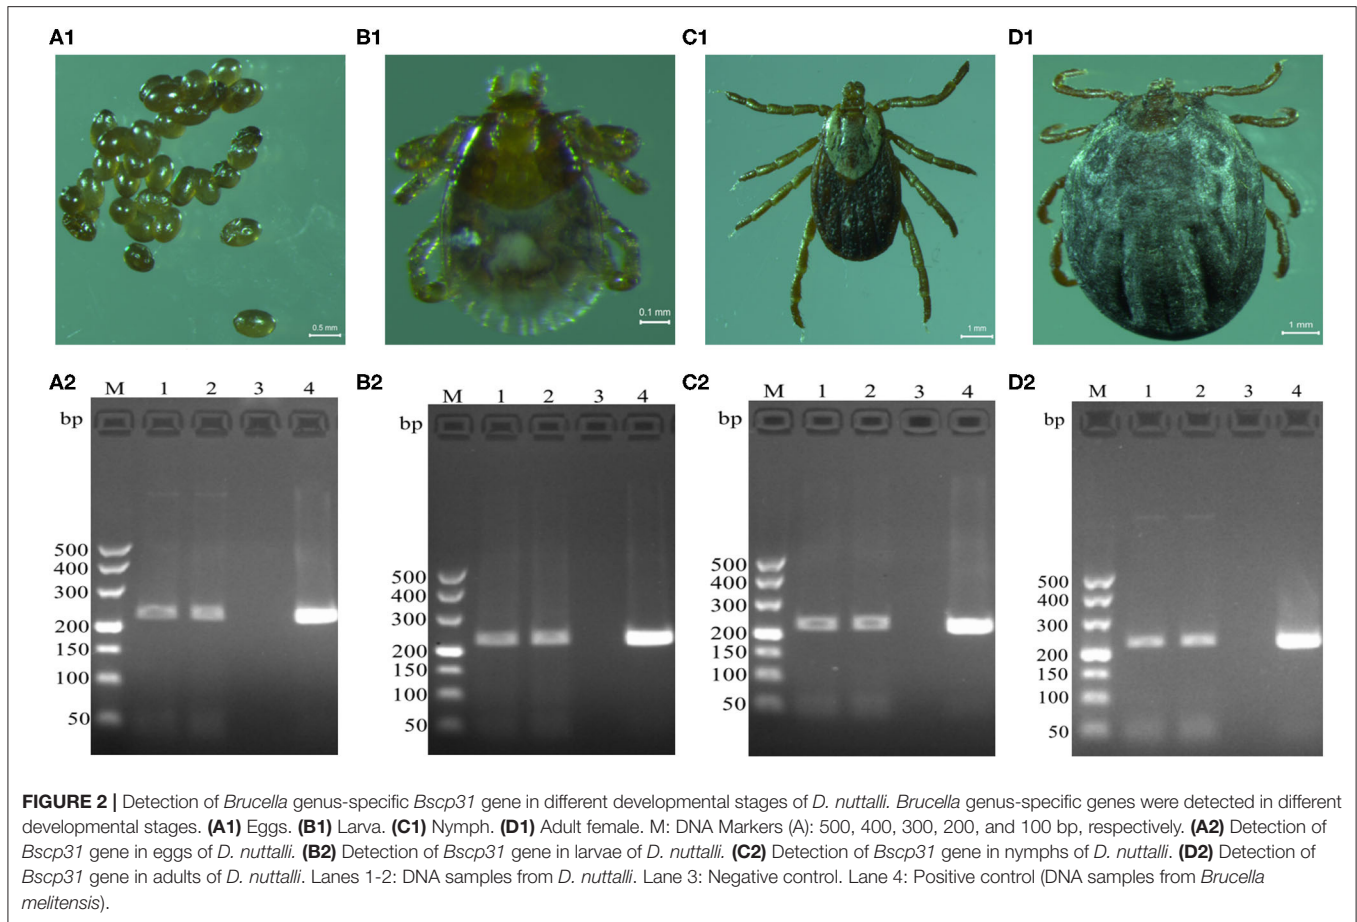 A1
B1
C1
D1
0.5 mm
0.1 mm
1 mm
1 mm
A2
M 1 2 3 4
bp
500
400
300
200
150
100
50
B2
M 1 2 3 4
bp
500
400
300
200
150
100
50
C2
M 1 2 3 4
bp
500
400
300
200
150
100
50
D2
M 1 2 3 4
bp
500
400
300
200
150
100
50
FIGURE 2 | Detection of Brucella genus-specific Bscp31 gene in different developmental stages of D. nuttalli. Brucella genus-specific genes were detected in different
developmental stages. (A1) Eggs. (B1) Larva. (C1) Nymph. (D1) Adult female. M: DNA Markers (A): 500, 400, 300, 200, and 100 bp, respectively. (A2) Detection of
Bscp31 gene in eggs of D. nuttalli. (B2) Detection of Bscp31 gene in larvae of D. nuttalli. (C2) Detection of Bscp31 gene in nymphs of D. nuttalli. (D2) Detection of
Bscp31 gene in adults of D. nuttalli. Lanes 1-2: DNA samples from D. nuttalli. Lane 3: Negative control. Lane 4: Positive control (DNA samples from Brucella
melitensis).